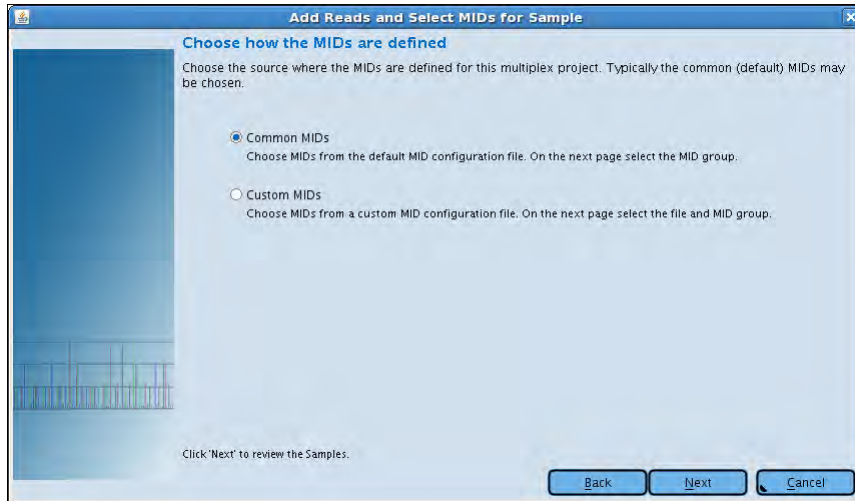 Add Reads and Select MIDs for Sample
Choose how the MIDs are defined
Choose the source where the MIDs are defined for this multiplex project. Typically the common (default) MIDs may
be chosen.
Common MIDs
Choose MIDs from the default MID configuration file. On the next page select the MID group.
Custom MIDs
Choose MIDs from a custom MID configuration file. On the next page select the file and MID group.
Click 'Next' to review the Samples.
Back Next Cancel